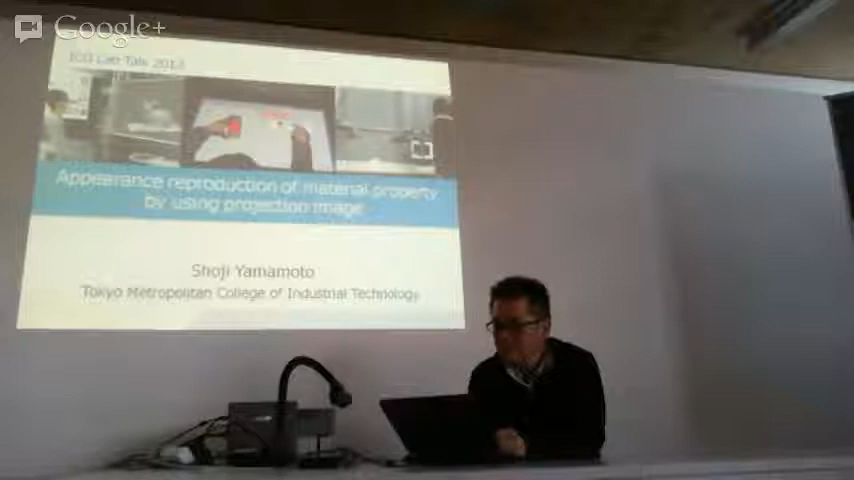 Google+
Lab Talk 2013
Appearance reproduction of material property
by using projection image
Shoji Yamamoto
Tokyo Metropolitan College of Industrial Technology